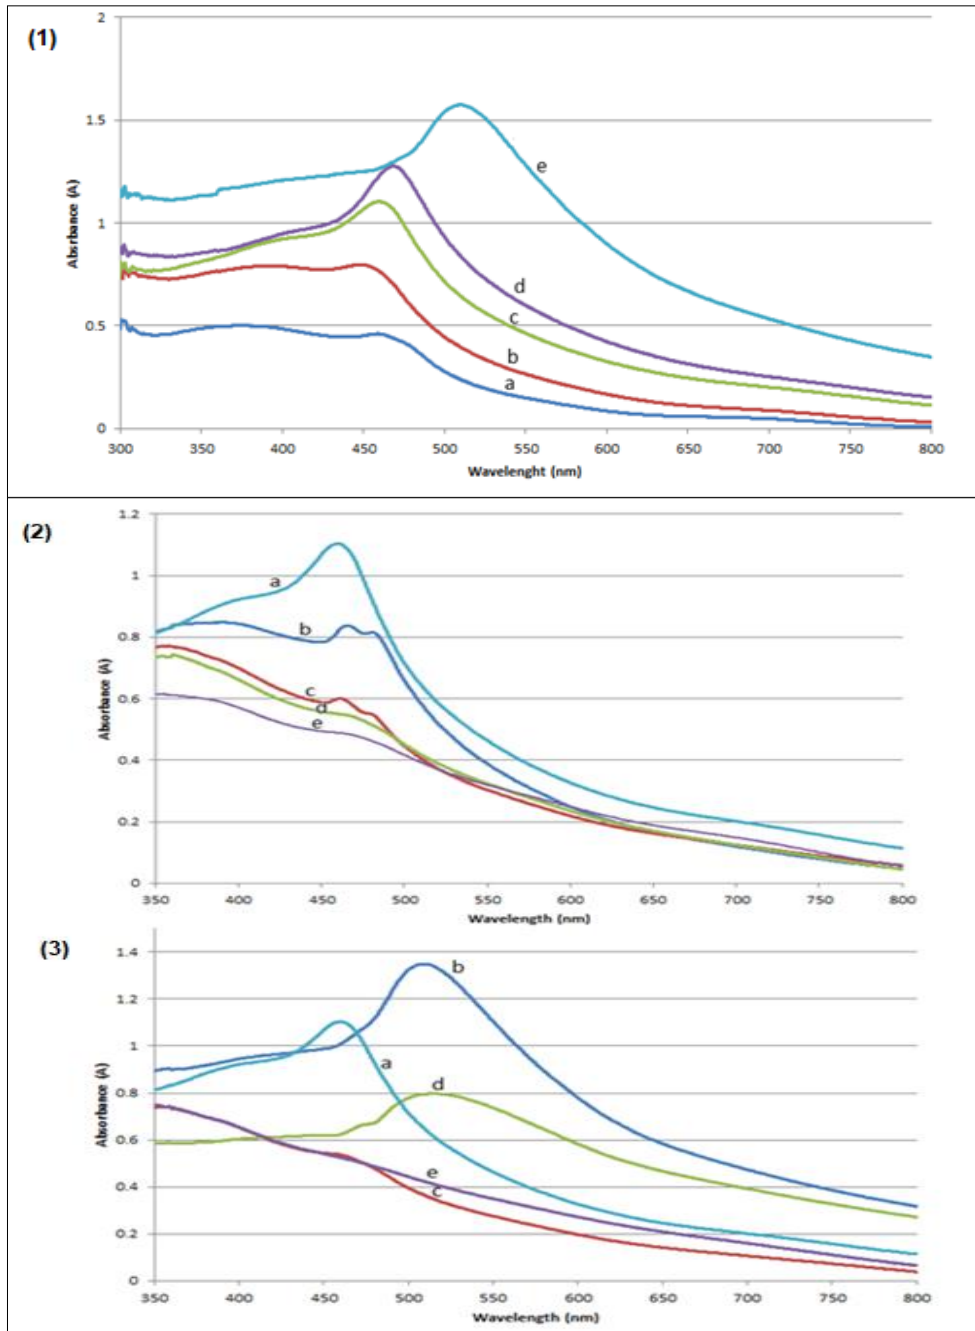 (1)
2
1.5
1
0.5
0
Absrbance (A)
e
d
c
b
a
300 350 400 450 500 550 600 650 700 750 800
Wavelenght (nm)
(2)
1.2
1
0.8
0.6
0.4
0.2
0
Absorbance (A)
a
b
c
d
e
350 400 450 500 550 600 650 700 750 800
Wavelength (nm)
(3)
1.4
1.2
1
0.8
0.6
0.4
0.2
0
Absorbance (A)
b
a
d
e
c
350 400 450 500 550 600 650 700 750 800
Wavelength (nm)